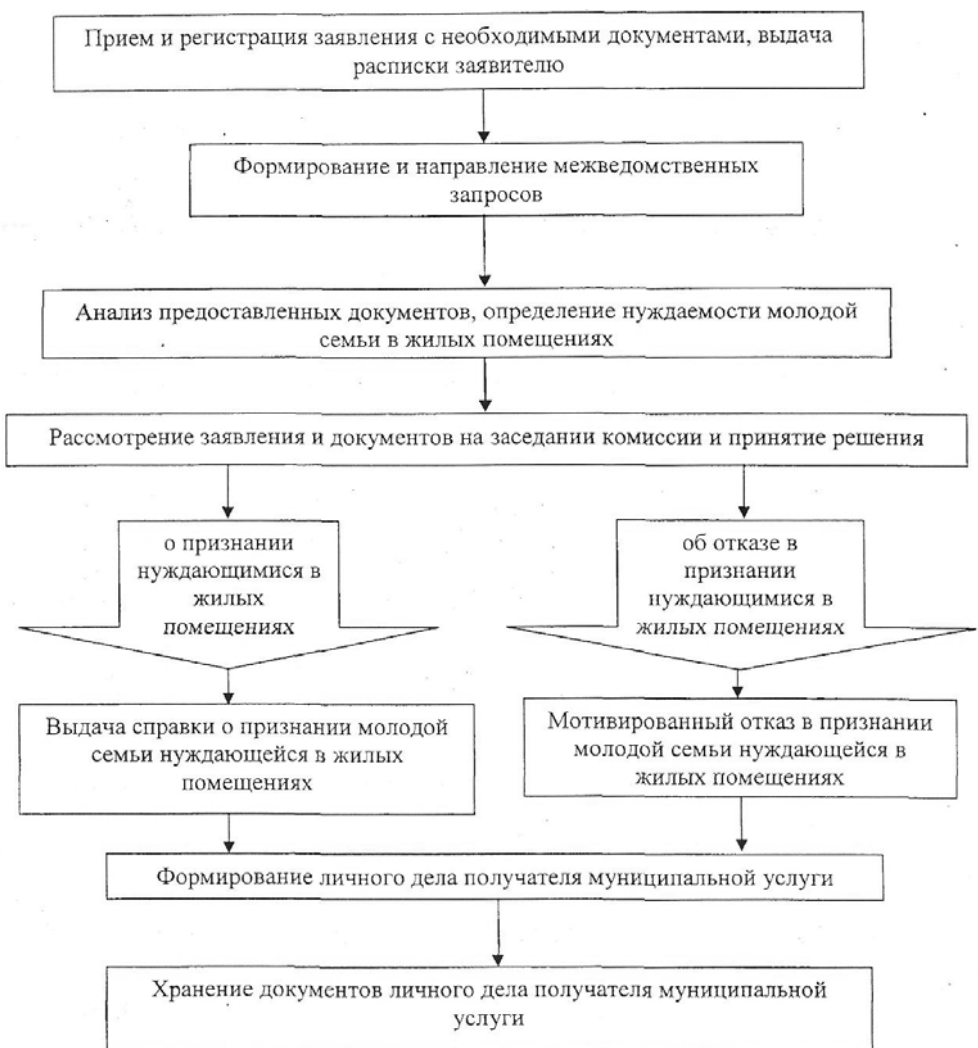 Прием и регистрация заявления с необходимыми документами, выдача
расписки заявителю
Формирование и направление межведомственных
запросов
Анализ предоставленных документов, определение нуждаемости молодой
семьи в жилых помещениях
Рассмотрение заявления и документов на заседании комиссии и принятие решения
о признании
нуждающимися в
жилых
помещениях
об отказе в
признании
нуждающимися в
жилых помещениях
Выдача справки о признании молодой
семьи нуждающейся в жилых
помещениях
Мотивированный отказ в признании
молодой семьи нуждающейся в
жилых помещениях
Формирование личного дела получателя муниципальной услуги
Хранение документов личного дела получателя муниципальной
услуги